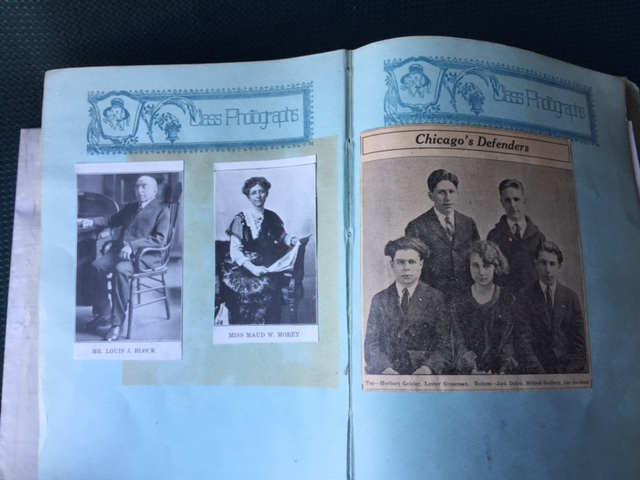 Class Photographs
MR. LOUIS J. BLOCK
MISS MAUD W. MOREY
Class Photographs
Chicago's Defenders
Top—Herbert Geisler, Lester Grossman. Bottom—Jack Mildred Goldberg, Leo